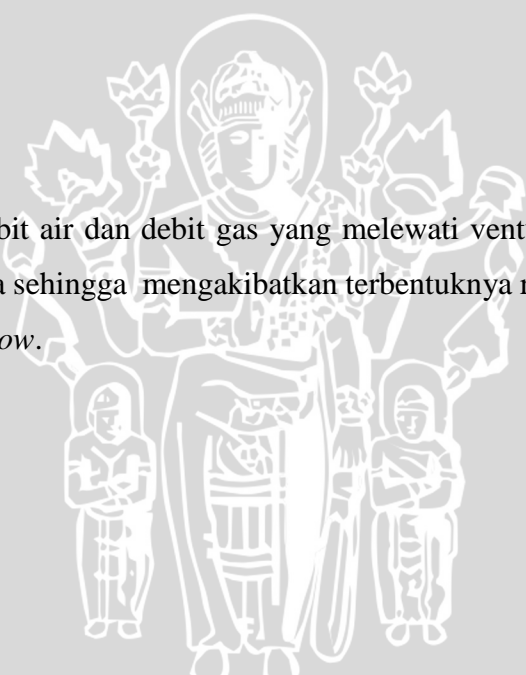 bit air dan debit gas yang melewati vent
a sehingga mengakibatkan terbentuknya
ow.